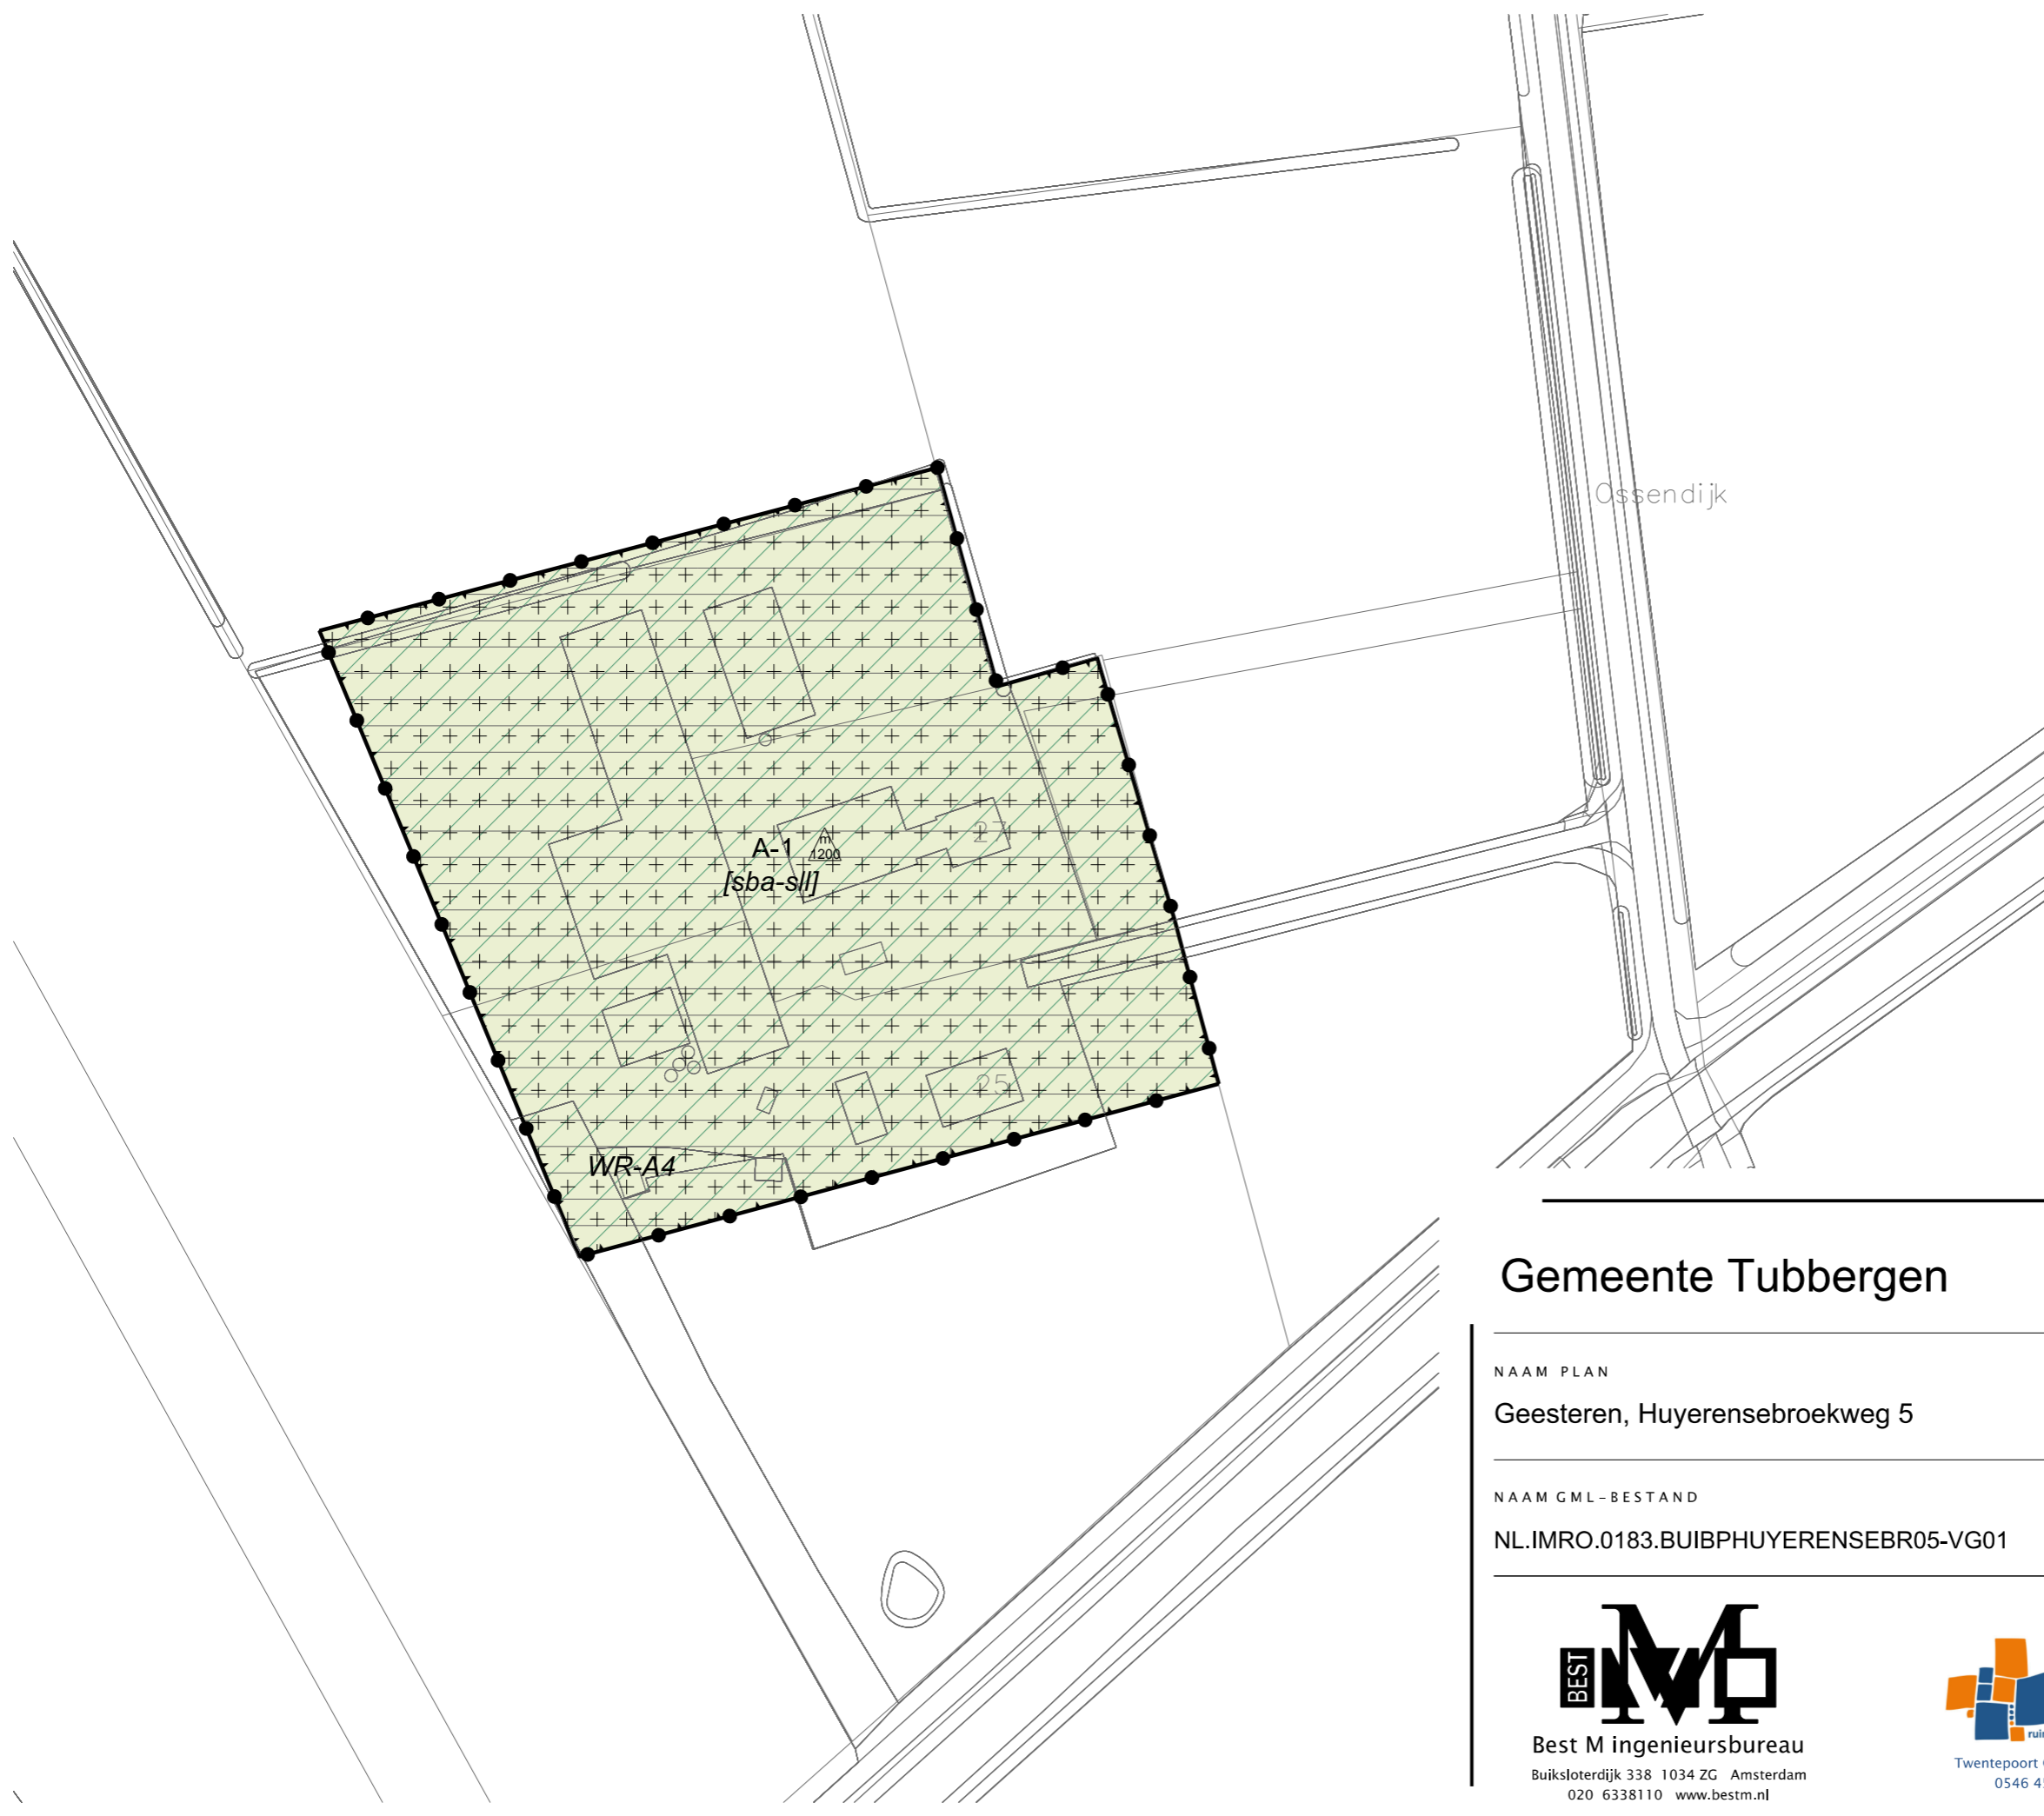 Ossendijk
27
A-1
m
1200
[sba-sll]
25
WR-A4
Gemeente Tubbergen
NAAM PLAN
Geesteren, Huyerensebroekweg 5
NAAM GML-BESTAND
NL.IMRO.0183.BUIBPHUYERENSEBR05-VG01
BEST
Best M ingenieursbureau
Buiksloterdijk 338 1034 ZG Amsterdam
020 6338110 www.bestm.nl
Twentepoort
0546